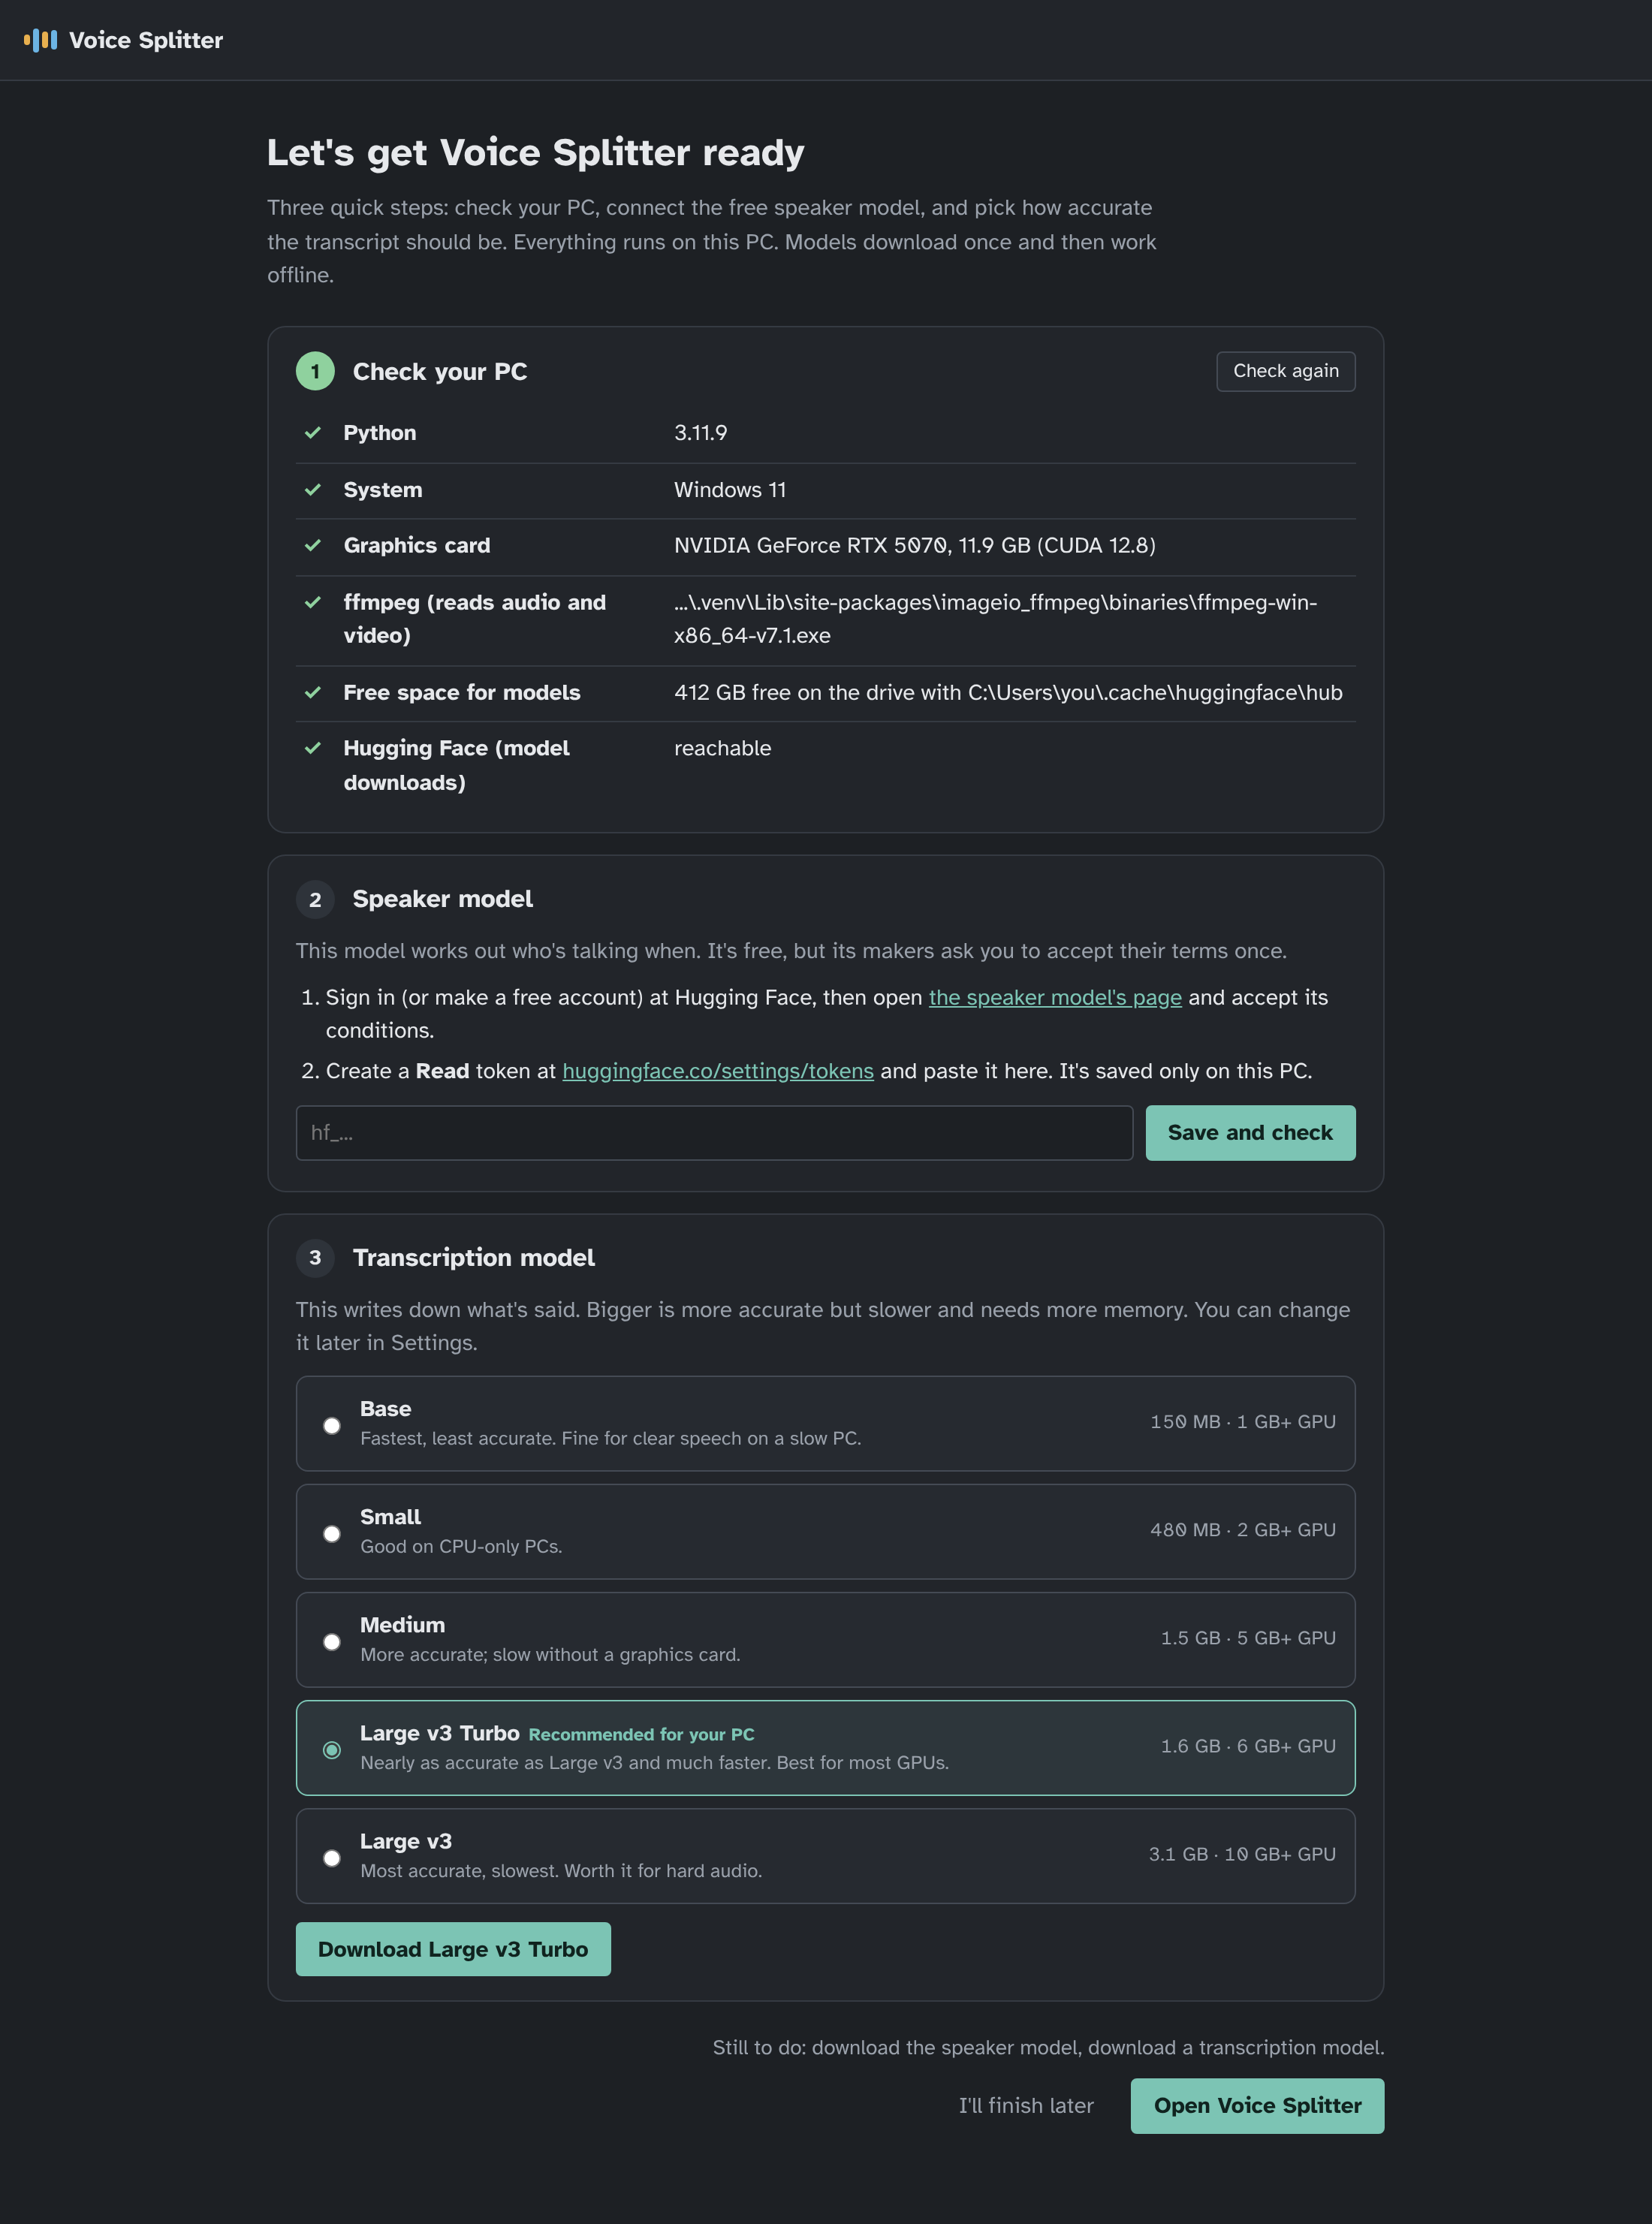 Voice Splitter
Let's get Voice Splitter ready
Three quick steps: check your PC, connect the free speaker model, and pick how accurate
the transcript should be. Everything runs on this PC. Models download once and then work
offline.
1 Check your PC
Check again
Python 3.11.9
System Windows 11
Graphics card NVIDIA GeForce RTX 5070, 11.9 GB (CUDA 12.8)
ffmpeg (reads audio and
video)
...\.venv\Lib\site-packages\imageio_ffmpeg\binaries\ffmpeg-win-
x86_64-v7.1.exe
Free space for models 412 GB free on the drive with C:\Users\you\.cache\huggingface\hub
Hugging Face (model
downloads)
reachable
2 Speaker model
This model works out who's talking when. It's free, but its makers ask you to accept their terms once.
1. Sign in (or make a free account) at Hugging Face, then open the speaker model's page and accept its
conditions.
2. Create a Read token at huggingface.co/settings/tokens and paste it here. It's saved only on this PC.
hf_...
Save and check
3 Transcription model
This writes down what's said. Bigger is more accurate but slower and needs more memory. You can change
it later in Settings.
Base
Fastest, least accurate. Fine for clear speech on a slow PC.
150 MB · 1 GB+ GPU
Small
Good on CPU-only PCs.
480 MB · 2 GB+ GPU
Medium
More accurate; slow without a graphics card.
1.5 GB · 5 GB+ GPU
Large v3 Turbo Recommended for your PC
Nearly as accurate as Large v3 and much faster. Best for most GPUs.
1.6 GB · 6 GB+ GPU
Large v3
Most accurate, slowest. Worth it for hard audio.
3.1 GB · 10 GB+ GPU
Download Large v3 Turbo
Still to do: download the speaker model, download a transcription model.
I'll finish later
Open Voice Splitter